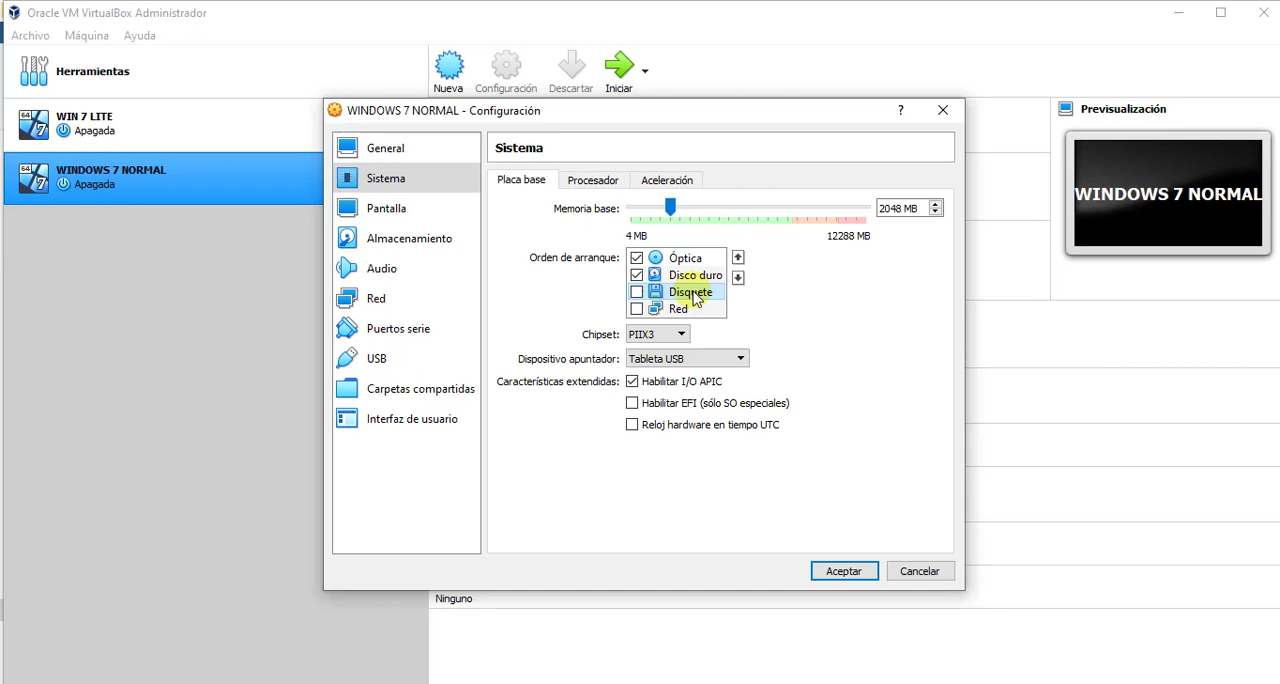 Oracle VM VirtualBox Administrador
Archivo Máquina Ayuda
Herramientas
Nueva Configuración Descartar Iniciar
WIN 7 LITE
Apagada
WINDOWS 7 NORMAL
Apagada
64
7
64
7
WINDOWS 7 NORMAL - Configuración
?
General
Sistema
Pantalla
Almacenamiento
Audio
Red
Puertos serie
USB
Carpetas compartidas
Interfaz de usuario
Sistema
Placa base Procesador Aceleración
Memoria base: 2048 MB
4 MB 12288 MB
Orden de arranque: Óptica
Disco duro
Disquete
Red
Chipset: PIIX3
Dispositivo apuntador: Tableta USB
Características extendidas: Habilitar I/O APIC
Habilitar EFI (sólo SO especiales)
Reloj hardware en tiempo UTC
Aceptar Cancelar
Previsualización
WINDOWS 7 NORMAL
Ninguno